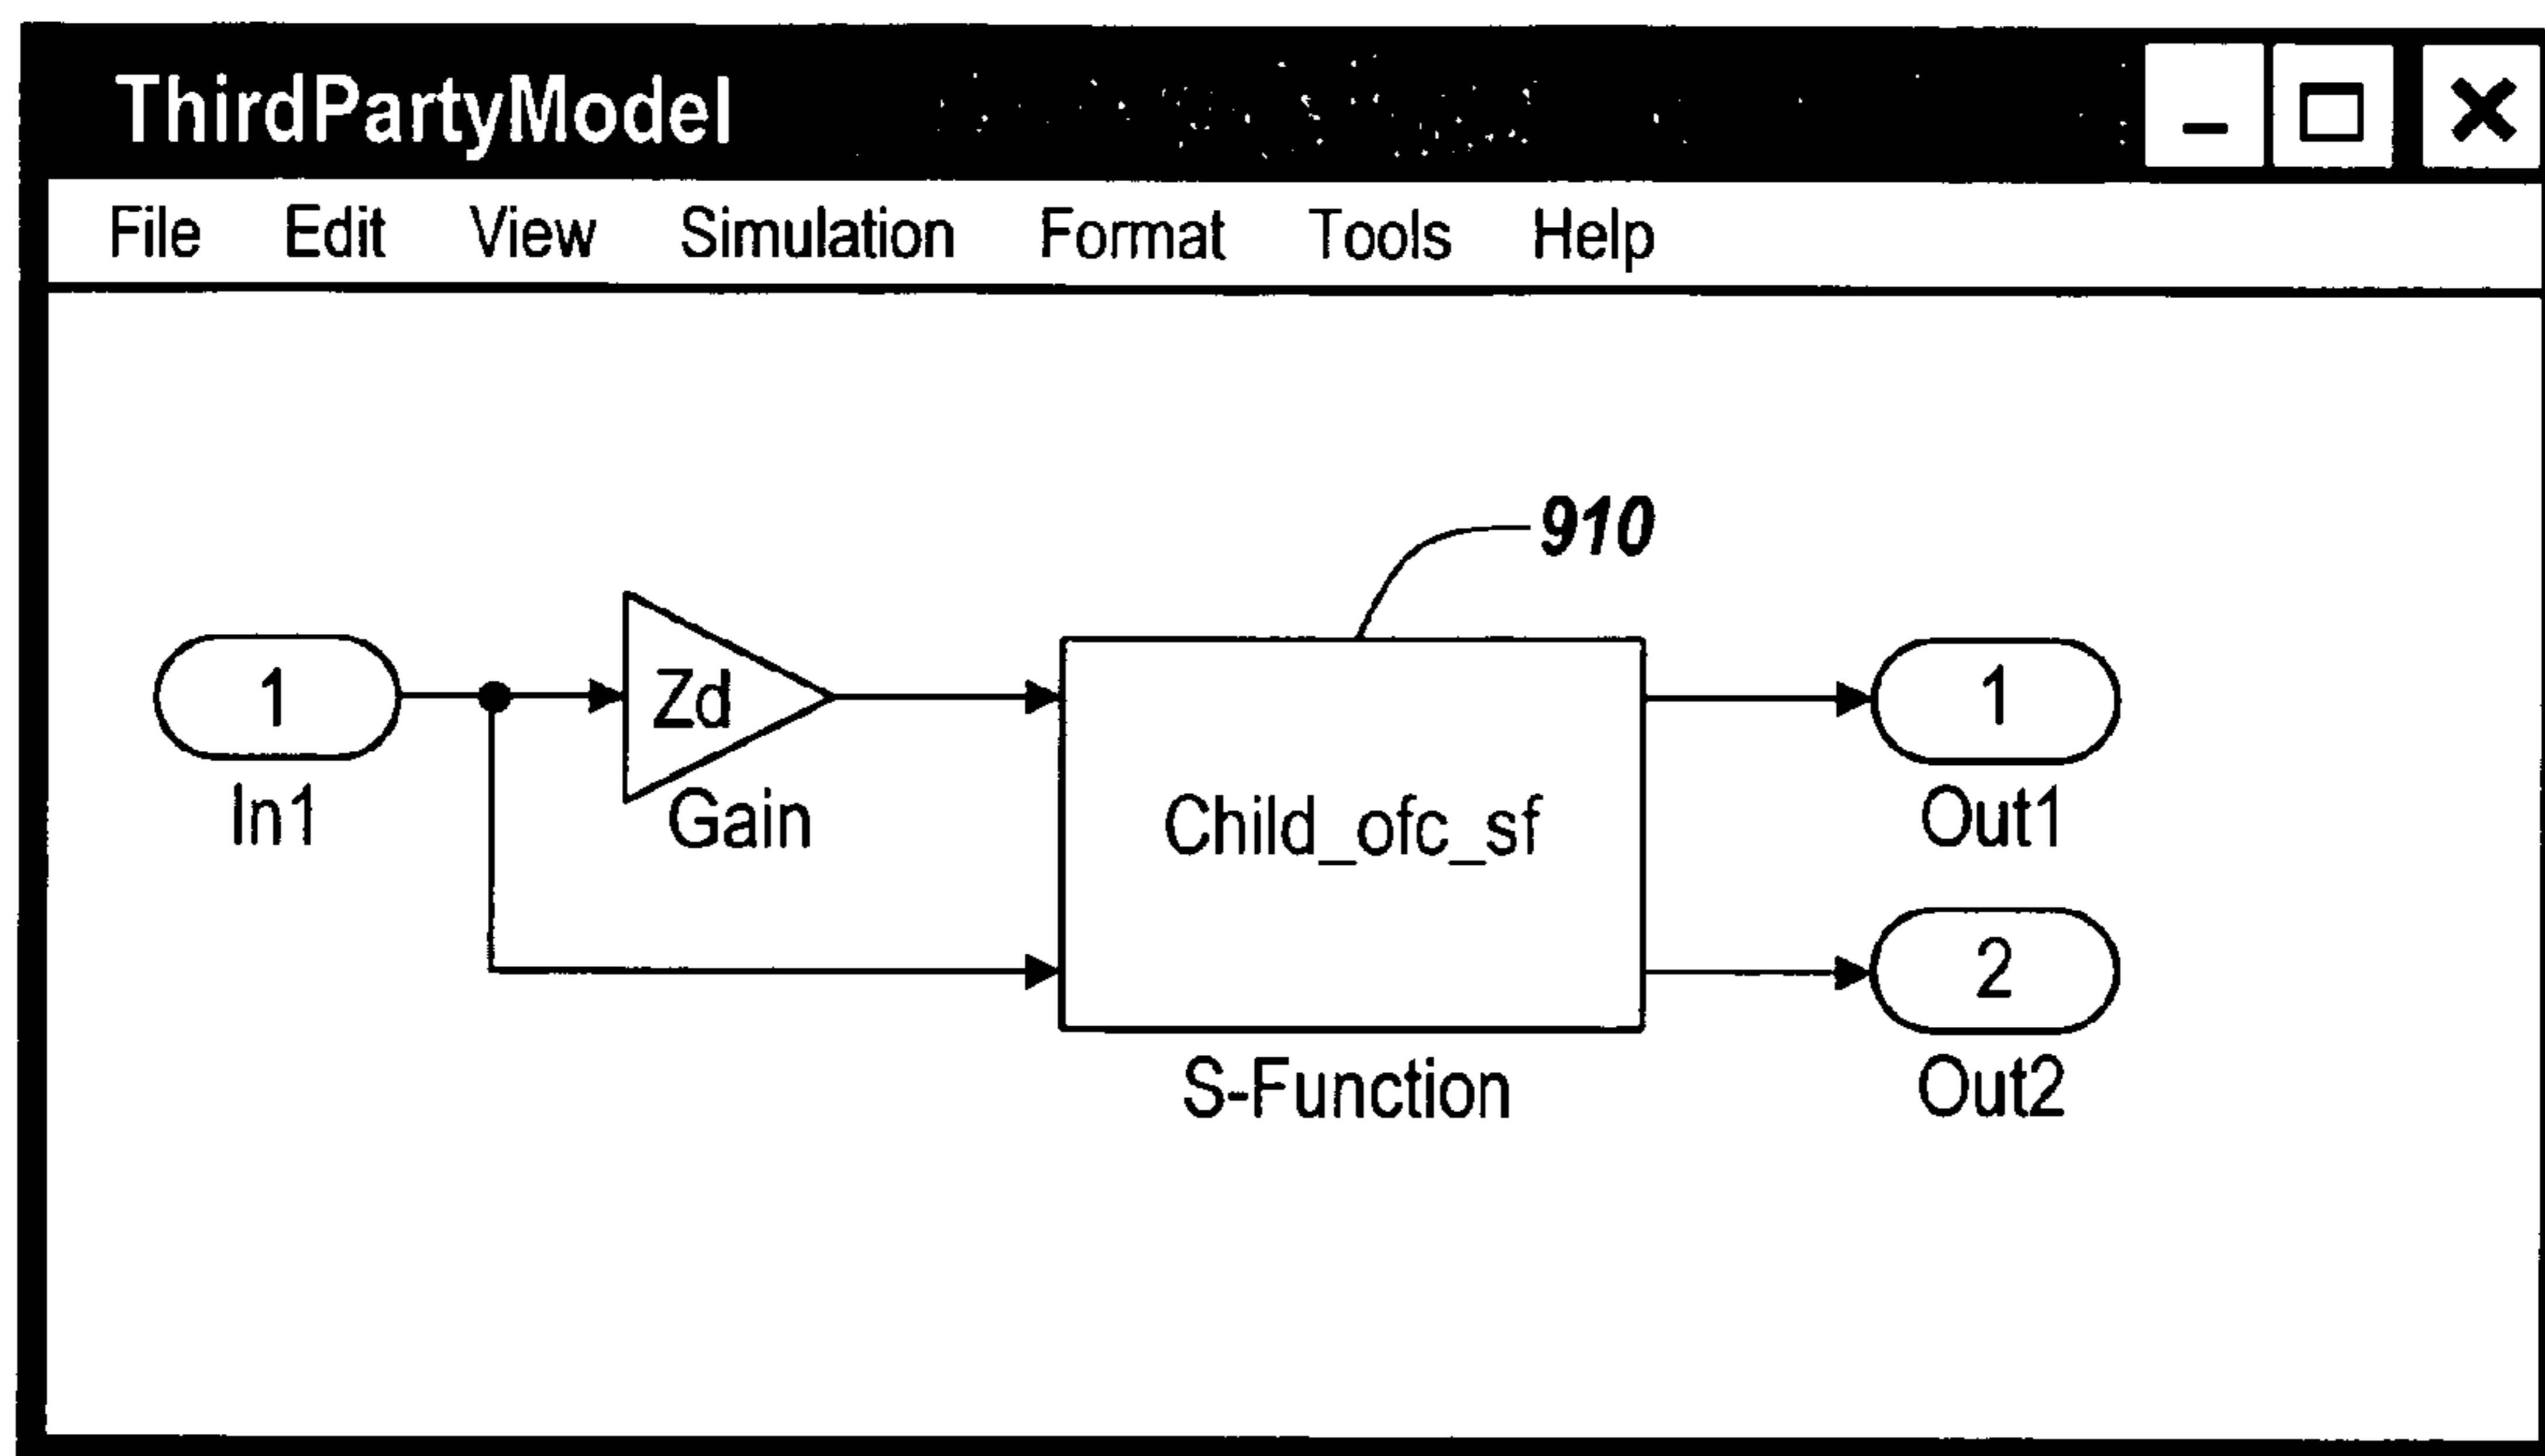 ThirdPartyModel
File Edit View Simulation Format Tools Help
910
1
Zd
1
In1
Gain
Child_ofc_sf
Out1
2
S-Function
Out2